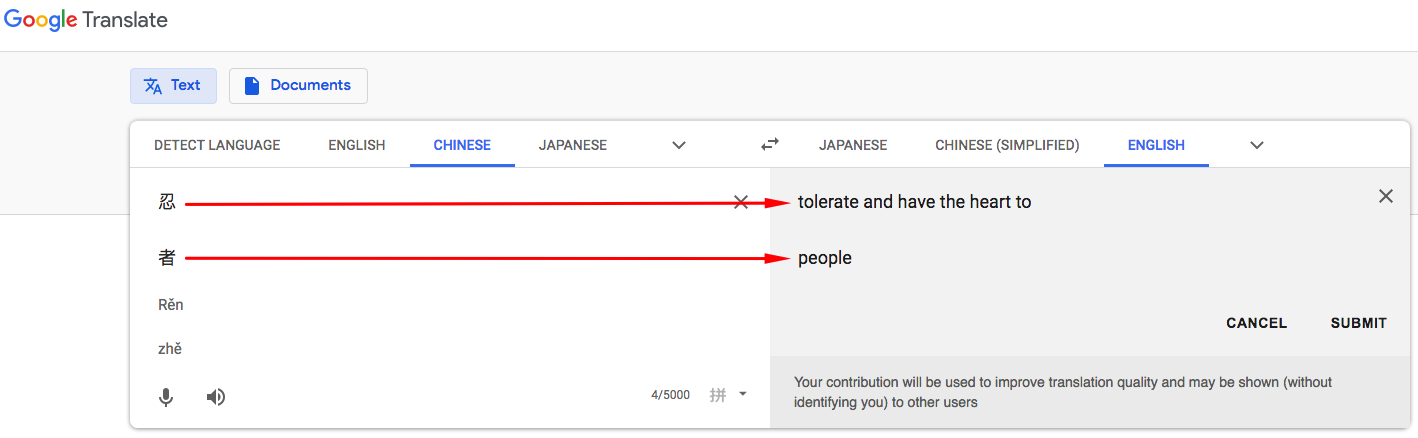 Google Translate
Text Documents
DETECT LANGUAGE ENGLISH CHINESE JAPANESE JAPANESE CHINESE (SIMPLIFIED) ENGLISH
忍 tolerate and have the heart to
者 people
Rěn
zhě
CANCEL SUBMIT
4/5000 拼
Your contribution will be used to improve translation quality and may be shown (without
identifying you) to other users